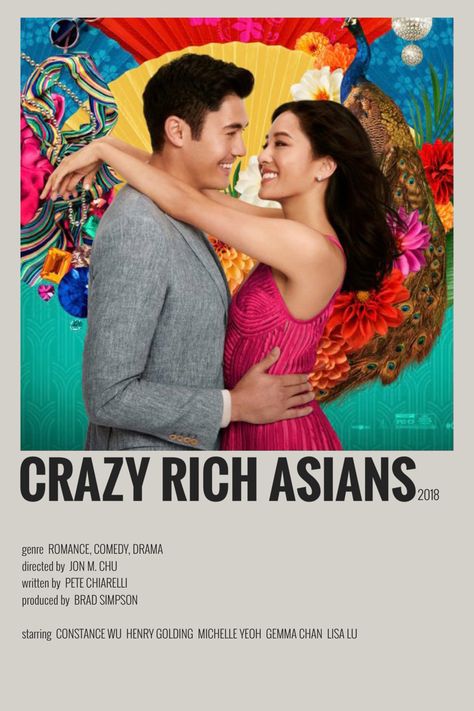 CRAZY RICH ASIANS 2018
genre ROMANCE, COMEDY, DRAMA
directed by JON M. CHU
written by PETE CHIARELLI
produced by BRAD SIMPSON
starring CONSTANCE WU HENRY GOLDING MICHELLE YEOH GEMMA CHAN LISA LU